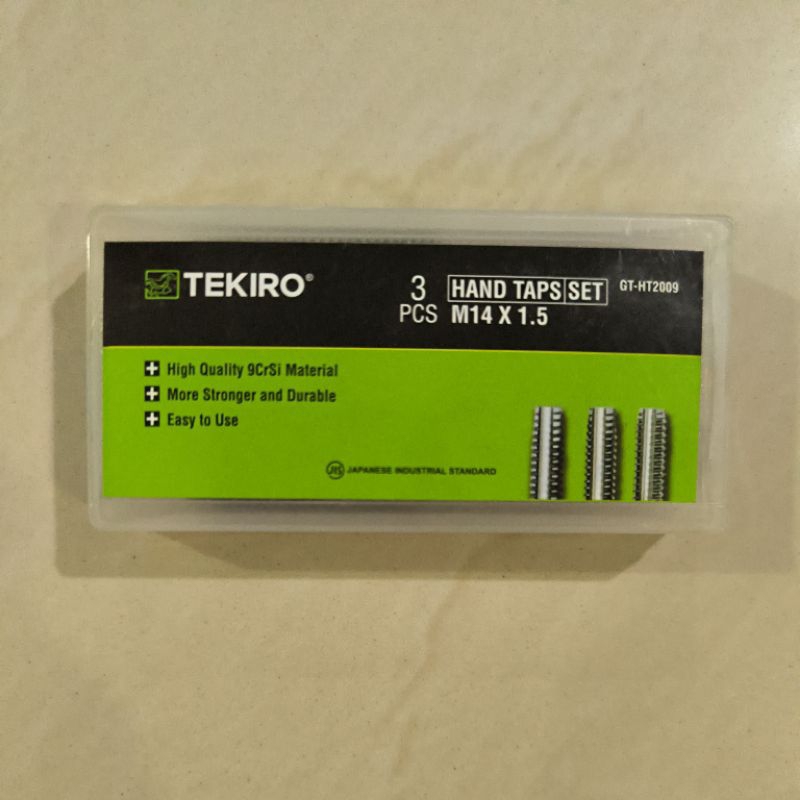 TEKIRO®
3 PCS
HAND TAPS SET
M14 X 1.5
GT-HT2009
High Quality 9CrSi Material
More Stronger and Durable
Easy to Use
JIS JAPANESE INDUSTRIAL STANDARD